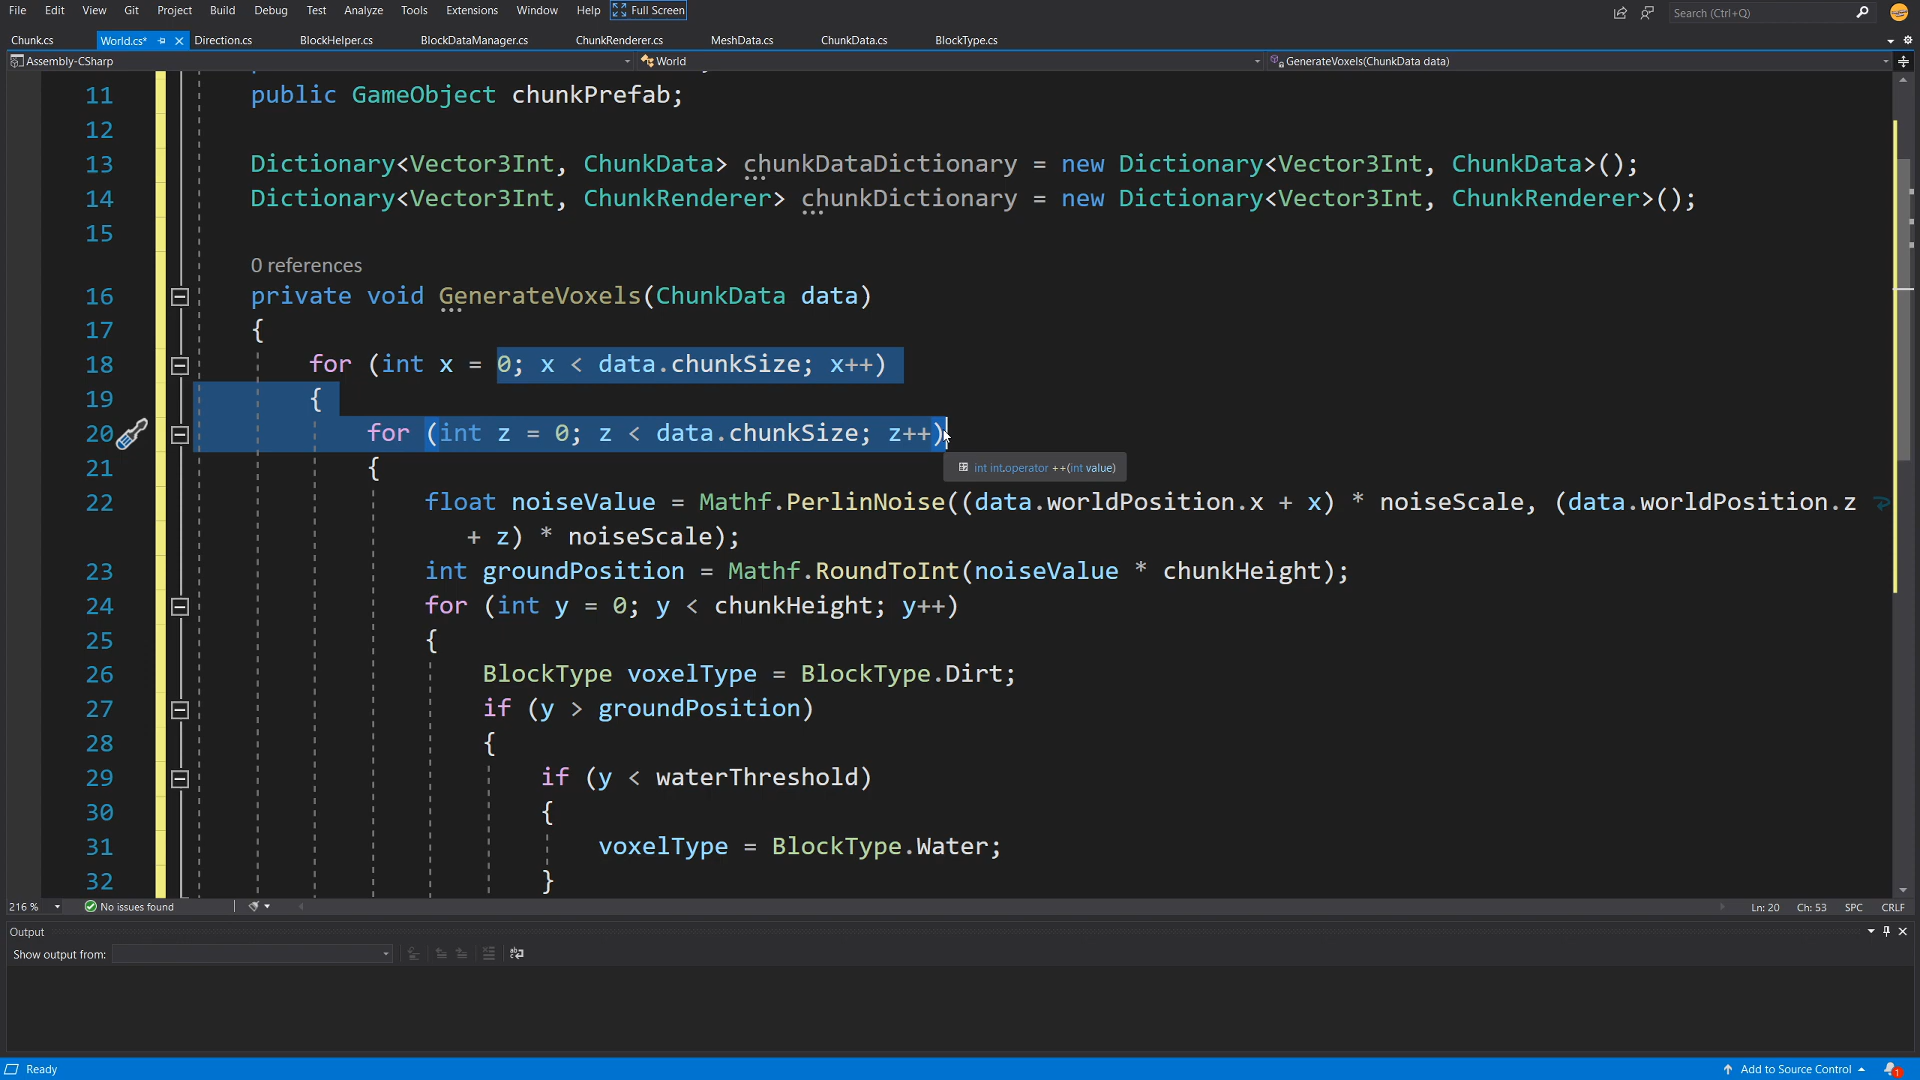 File Edit View Git Project Build Debug Test Analyze Tools Extensions Window Help Full Screen Search (Ctrl+Q)
Chunk.cs World.cs* Direction.cs BlockHelper.cs BlockDataManager.cs ChunkRenderer.cs MeshData.cs ChunkData.cs BlockType.cs
Assembly-CSharp World GenerateVoxels(ChunkData data)
11 public GameObject chunkPrefab;
12
13 Dictionary<Vector3Int, ChunkData> chunkDataDictionary = new Dictionary<Vector3Int, ChunkData>();
14 Dictionary<Vector3Int, ChunkRenderer> chunkDictionary = new Dictionary<Vector3Int, ChunkRenderer>();
15
0 references
16 private void GenerateVoxels(ChunkData data)
17 {
18 for (int x = 0; x < data.chunkSize; x++)
19 {
20 for (int z = 0; z < data.chunkSize; z++)
int int.operator ++(int value)
21 {
22 float noiseValue = Mathf.PerlinNoise((data.worldPosition.x + x) * noiseScale, (data.worldPosition.z
+ z) * noiseScale);
23 int groundPosition = Mathf.RoundToInt(noiseValue * chunkHeight);
24 for (int y = 0; y < chunkHeight; y++)
25 {
26 BlockType voxelType = BlockType.Dirt;
27 if (y > groundPosition)
28 {
29 if (y < waterThreshold)
30 {
31 voxelType = BlockType.Water;
32 }
216 % No issues found Ln: 20 Ch: 53 SPC CRLF
Output
Show output from:
Ready Add to Source Control 1